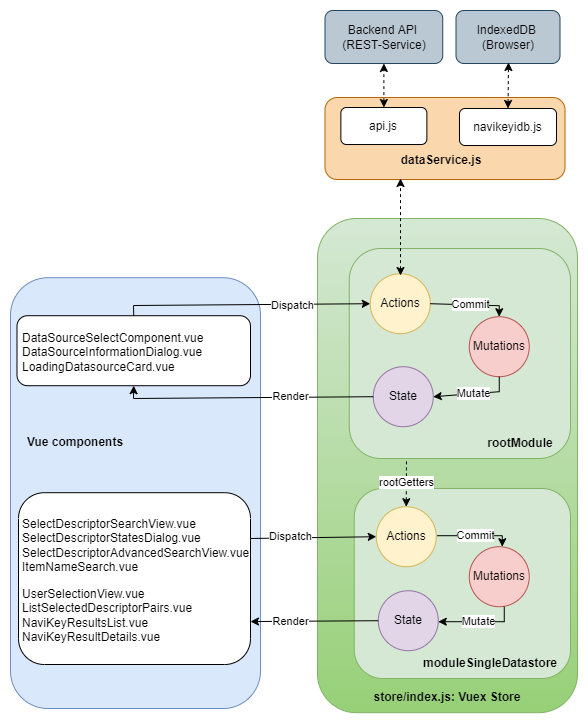 Backend API
(REST-Service)
IndexedDB
(Browser)
api.js
navikeyidb.js
dataService.js
Dispatch
Actions
Commit
Mutations
DataSourceSelectComponent.vue
DataSourceInformationDialog.vue
LoadingDatasourceCard.vue
Render
State
Mutate
Vue components
rootModule
rootGetters
SelectDescriptorSearchView.vue
SelectDescriptorStatesDialog.vue
SelectDescriptorAdvancedSearchView.vue
ItemNameSearch.vue
Dispatch
Actions
Commit
Mutations
UserSelectionView.vue
ListSelectedDescriptorPairs.vue
NaviKeyResultsList.vue
NaviKeyResultDetails.vue
Render
State
Mutate
moduleSingleDatastore
store/index.js: Vuex Store